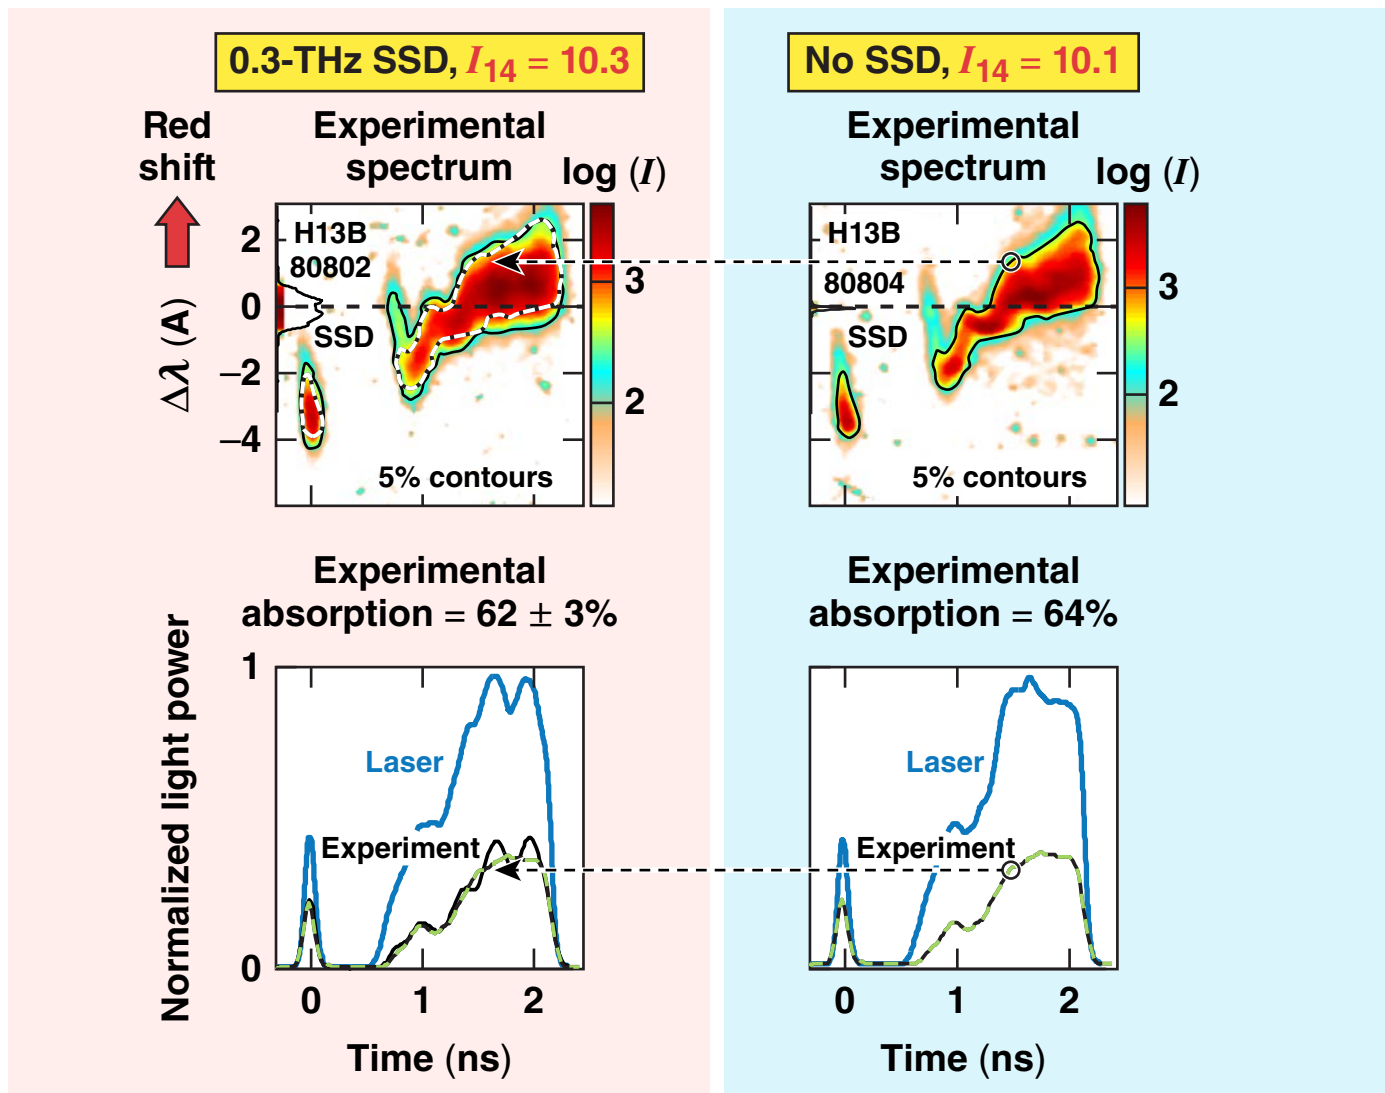 0.3-THz SSD, I14 = 10.3
Red
shift
Experimental
spectrum
log (I)
Δλ (A)
2
0
−2
−4
H13B
80802
SSD
5% contours
3
2
Experimental
absorption = 62 ± 3%
Normalized light power
1
0
Laser
Experiment
0 1 2
Time (ns)
No SSD, I14 = 10.1
Experimental
spectrum
log (I)
H13B
80804
SSD
5% contours
3
2
Experimental
absorption = 64%
Laser
Experiment
0 1 2
Time (ns)